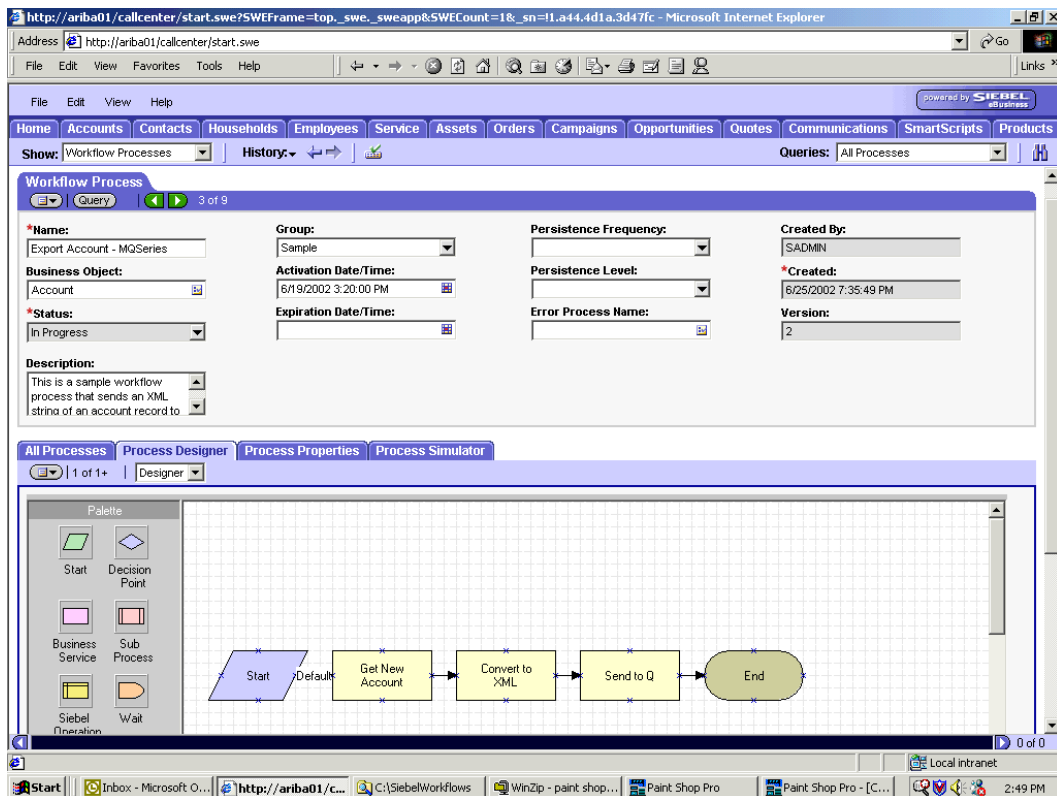 http://ariba01/callcenter/start.swe?SWEFrame=top._swe._sweapp&SWECount=1&_sn=!1.a44.4d1a.3d47fc - Microsoft Internet Explorer
Address http://ariba01/callcenter/start.swe Go
File Edit View Favorites Tools Help Links »
File Edit View Help powered by SIEBEL eBusiness
Home Accounts Contacts Households Employees Service Assets Orders Campaigns Opportunities Quotes Communications SmartScripts Products
Show: Workflow Processes History: Queries: All Processes
Workflow Process
Query 3 of 9
*Name: Group: Persistence Frequency: Created By:
Export Account - MQSeries Sample SADMIN
Business Object: Activation Date/Time: Persistence Level: *Created:
Account 6/19/2002 3:20:00 PM 6/25/2002 7:35:49 PM
*Status: Expiration Date/Time: Error Process Name: Version:
In Progress 2
Description:
This is a sample workflow
process that sends an XML
string of an account record to
All Processes Process Designer Process Properties Process Simulator
1 of 1+ Designer
Palette
Start Decision Point
Business Service Sub Process
Siebel Operation Wait
Start Default Get New Account Convert to XML Send to Q End
0 of 0
Local intranet
Start Inbox - Microsoft O... http://ariba01/c... C:\SiebelWorkflows WinZip - paint shop... Paint Shop Pro Paint Shop Pro - [C... 2:49 PM